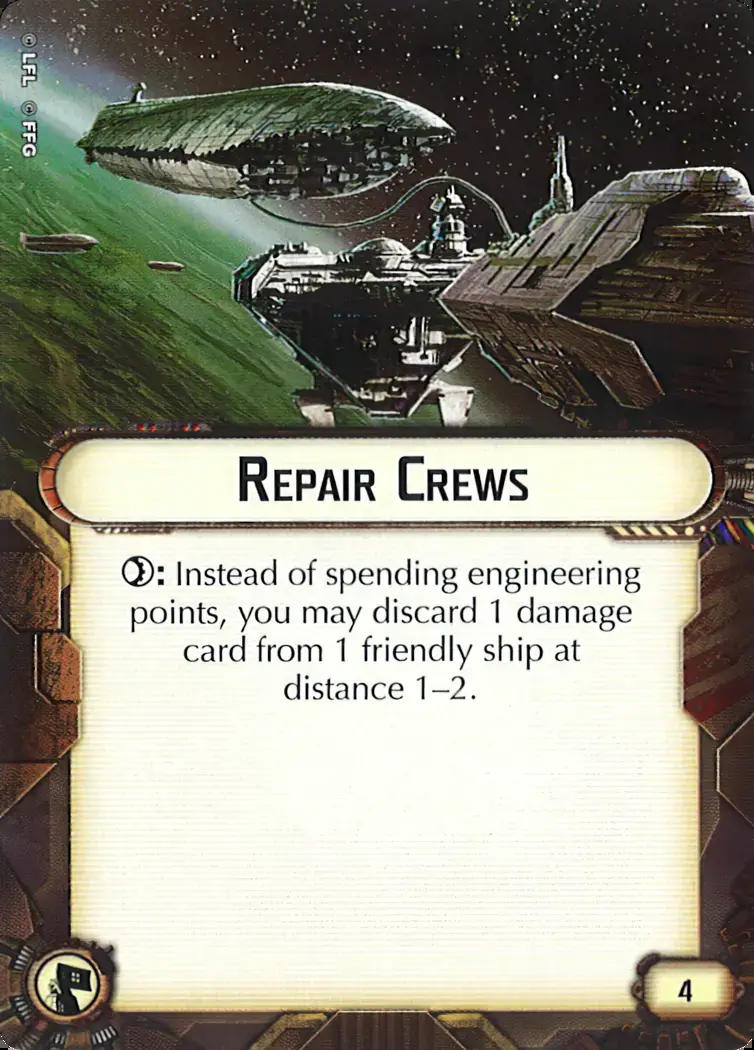 © LFL © FFG
REPAIR CREWS
: Instead of spending engineering
points, you may discard 1 damage
card from 1 friendly ship at
distance 1–2.
4